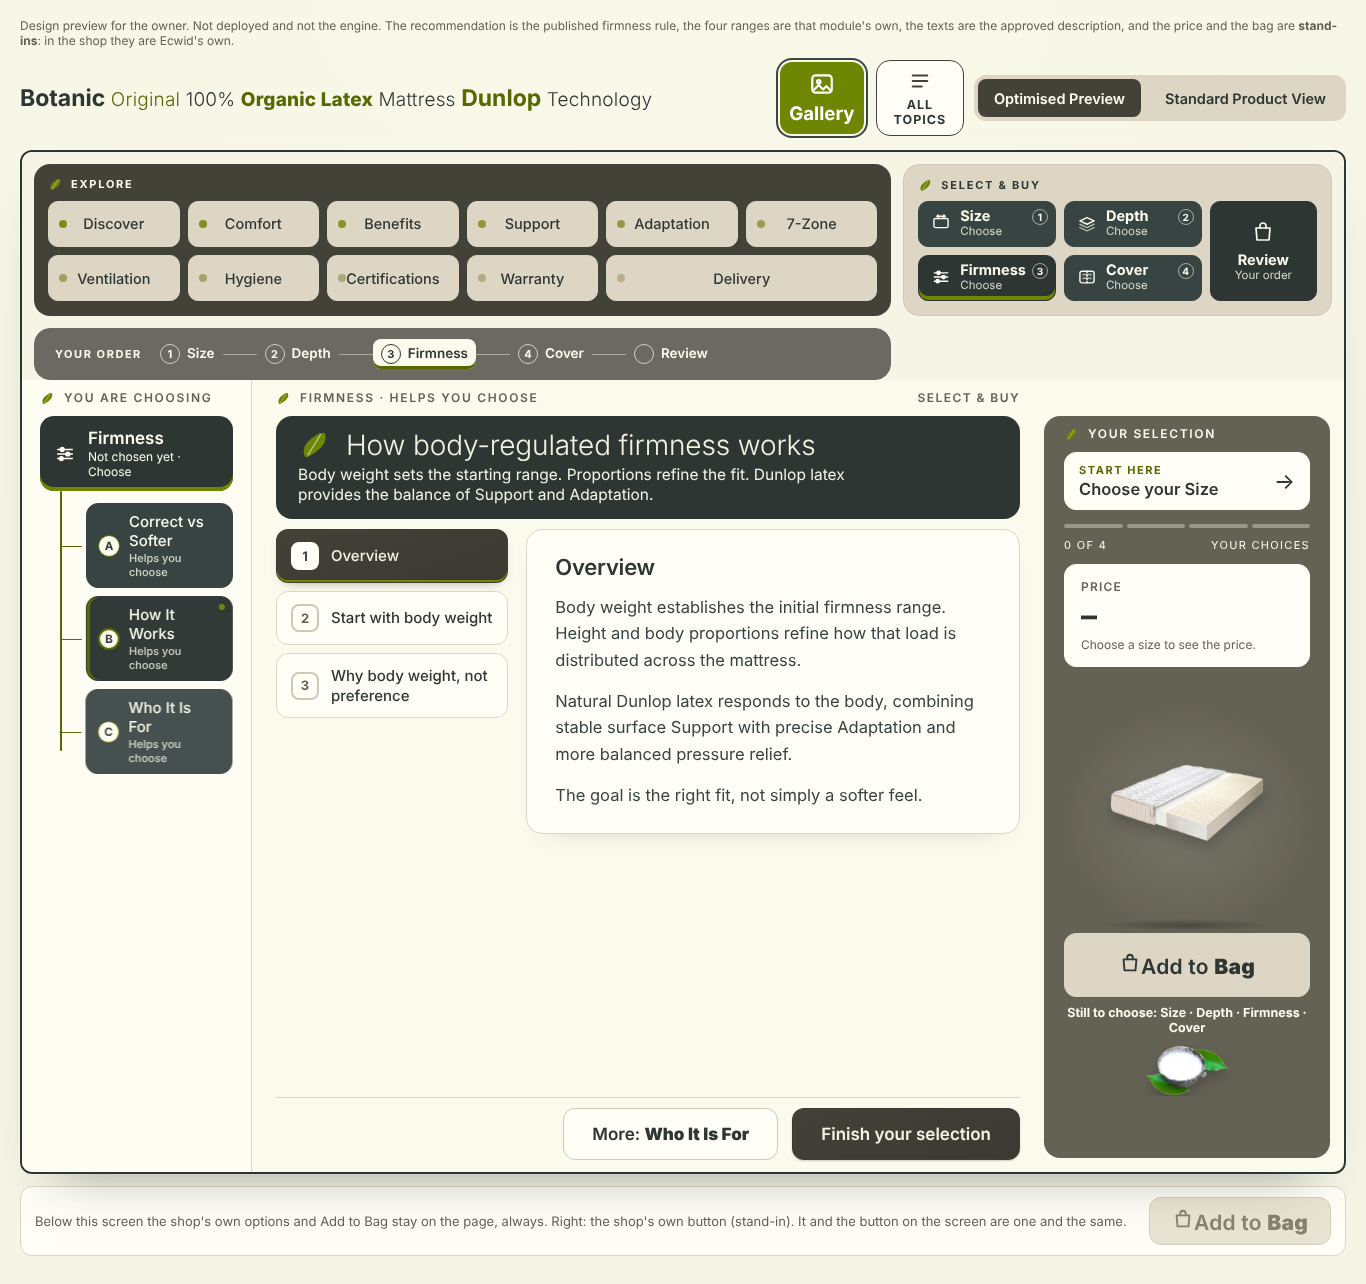 Design preview for the owner. Not deployed and not the engine. The recommendation is the published firmness rule, the four ranges are that module's own, the texts are the approved description, and the price and the bag are stand-
ins: in the shop they are Ecwid's own.
Botanic Original 100% Organic Latex Mattress Dunlop Technology
Gallery
ALL
TOPICS
Optimised Preview
Standard Product View
EXPLORE
Discover
Comfort
Benefits
Support
Adaptation
7-Zone
Ventilation
Hygiene
Certifications
Warranty
Delivery
SELECT & BUY
Size
Choose
1
Depth
Choose
2
Firmness
Choose
3
Cover
Choose
4
Review
Your order
YOUR ORDER
1 Size
2 Depth
3 Firmness
4 Cover
Review
YOU ARE CHOOSING
Firmness
Not chosen yet ·
Choose
A
Correct vs
Softer
Helps you
choose
B
How It
Works
Helps you
choose
C
Who It Is
For
Helps you
choose
FIRMNESS · HELPS YOU CHOOSE
SELECT & BUY
How body-regulated firmness works
Body weight sets the starting range. Proportions refine the fit. Dunlop latex
provides the balance of Support and Adaptation.
1 Overview
2 Start with body weight
3 Why body weight, not
preference
Overview
Body weight establishes the initial firmness range.
Height and body proportions refine how that load is
distributed across the mattress.
Natural Dunlop latex responds to the body, combining
stable surface Support with precise Adaptation and
more balanced pressure relief.
The goal is the right fit, not simply a softer feel.
More: Who It Is For
Finish your selection
YOUR SELECTION
START HERE
Choose your Size
0 OF 4
YOUR CHOICES
PRICE
–
Choose a size to see the price.
Add to Bag
Still to choose: Size · Depth · Firmness ·
Cover
Below this screen the shop's own options and Add to Bag stay on the page, always. Right: the shop's own button (stand-in). It and the button on the screen are one and the same.
Add to Bag